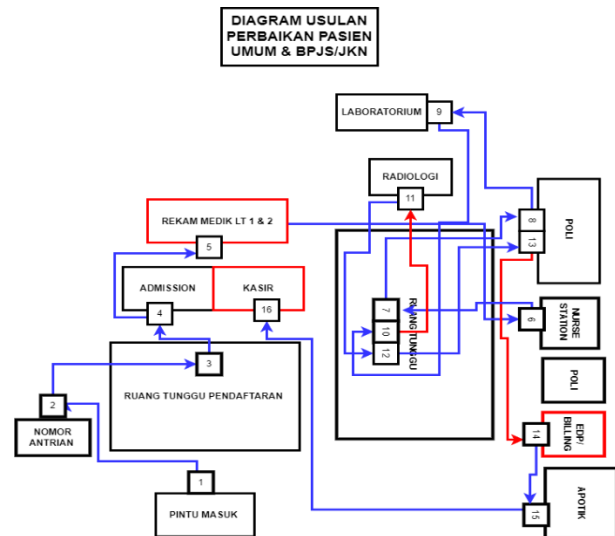 DIAGRAM USULAN
PERBAIKAN PASIEN
UMUM & BPJS/JKN
LABORATORIUM
9
RADIOLOGI
11
REKAM MEDIK LT 1 & 2
5
8
13
POLI
ADMISSION
KASIR
4
16
7
10
12
RUANG TUNGGU
6
NURSE
STATION
3
RUANG TUNGGU PENDAFTARAN
POLI
2
NOMOR
ANTRIAN
14
EDP/
BILLING
1
PINTU MASUK
15
APOTIK